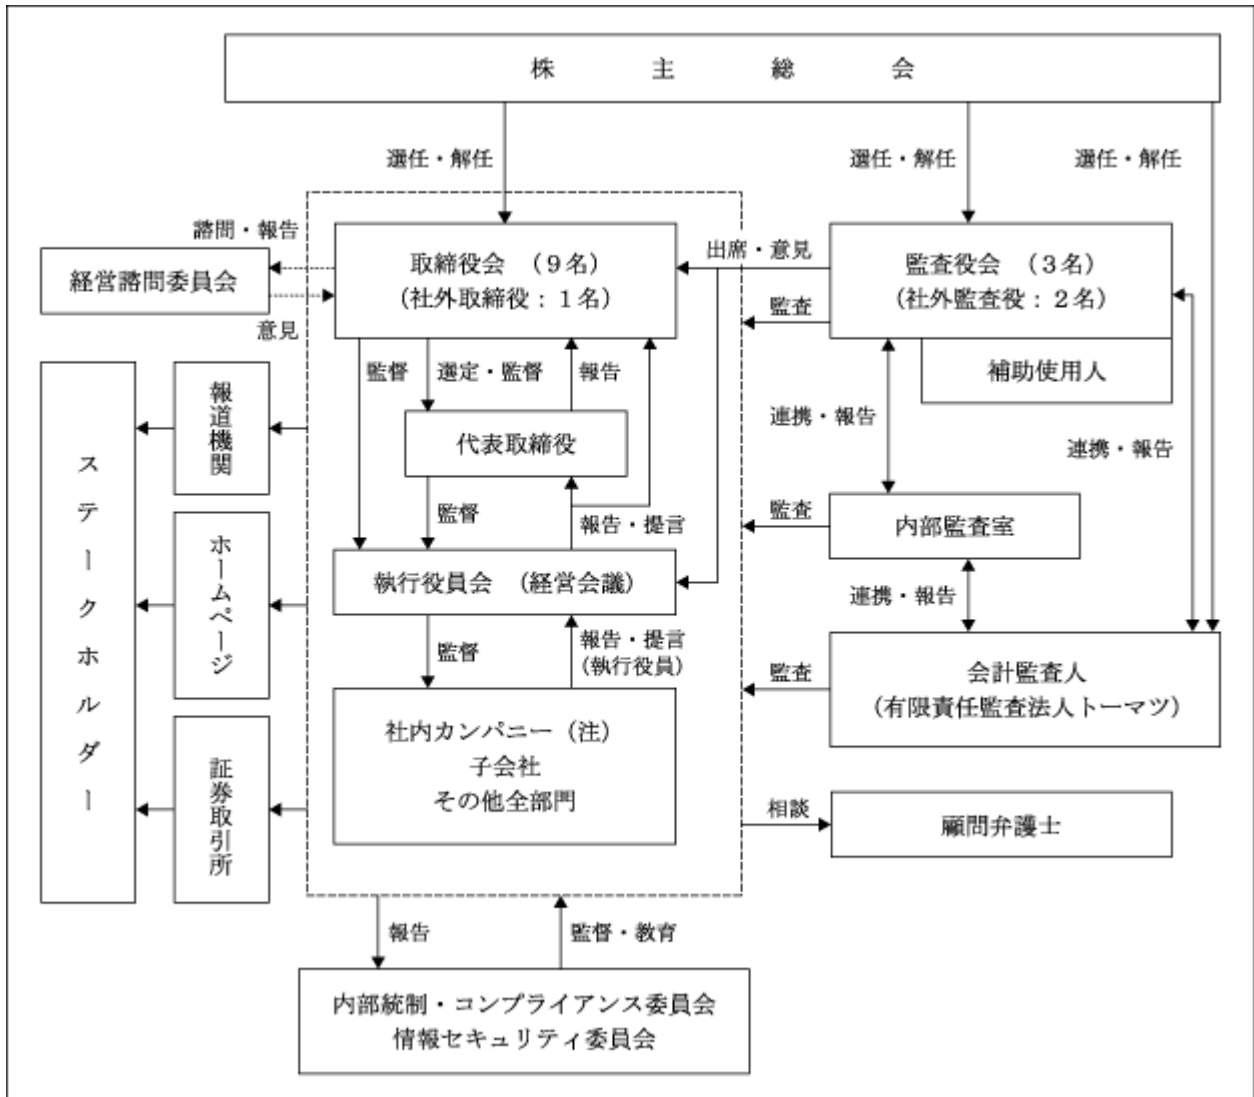 株主総会
選任・解任
選任・解任
選任・解任
諮問・報告
経営諮問委員会
意見
取締役会 （９名）
（社外取締役：１名）
出席・意見
監査
監査役会 （３名）
（社外監査役：２名）
補助使用人
監督
選定・監督
報告
代表取締役
連携・報告
連携・報告
監督
報告・提言
監査
内部監査室
執行役員会 （経営会議）
連携・報告
監督
報告・提言
(執行役員)
監査
会計監査人
（有限責任監査法人トーマツ）
社内カンパニー（注）
子会社
その他全部門
相談
顧問弁護士
ステークホルダー
報道機関
ホームページ
証券取引所
報告
監督・教育
内部統制・コンプライアンス委員会
情報セキュリティ委員会